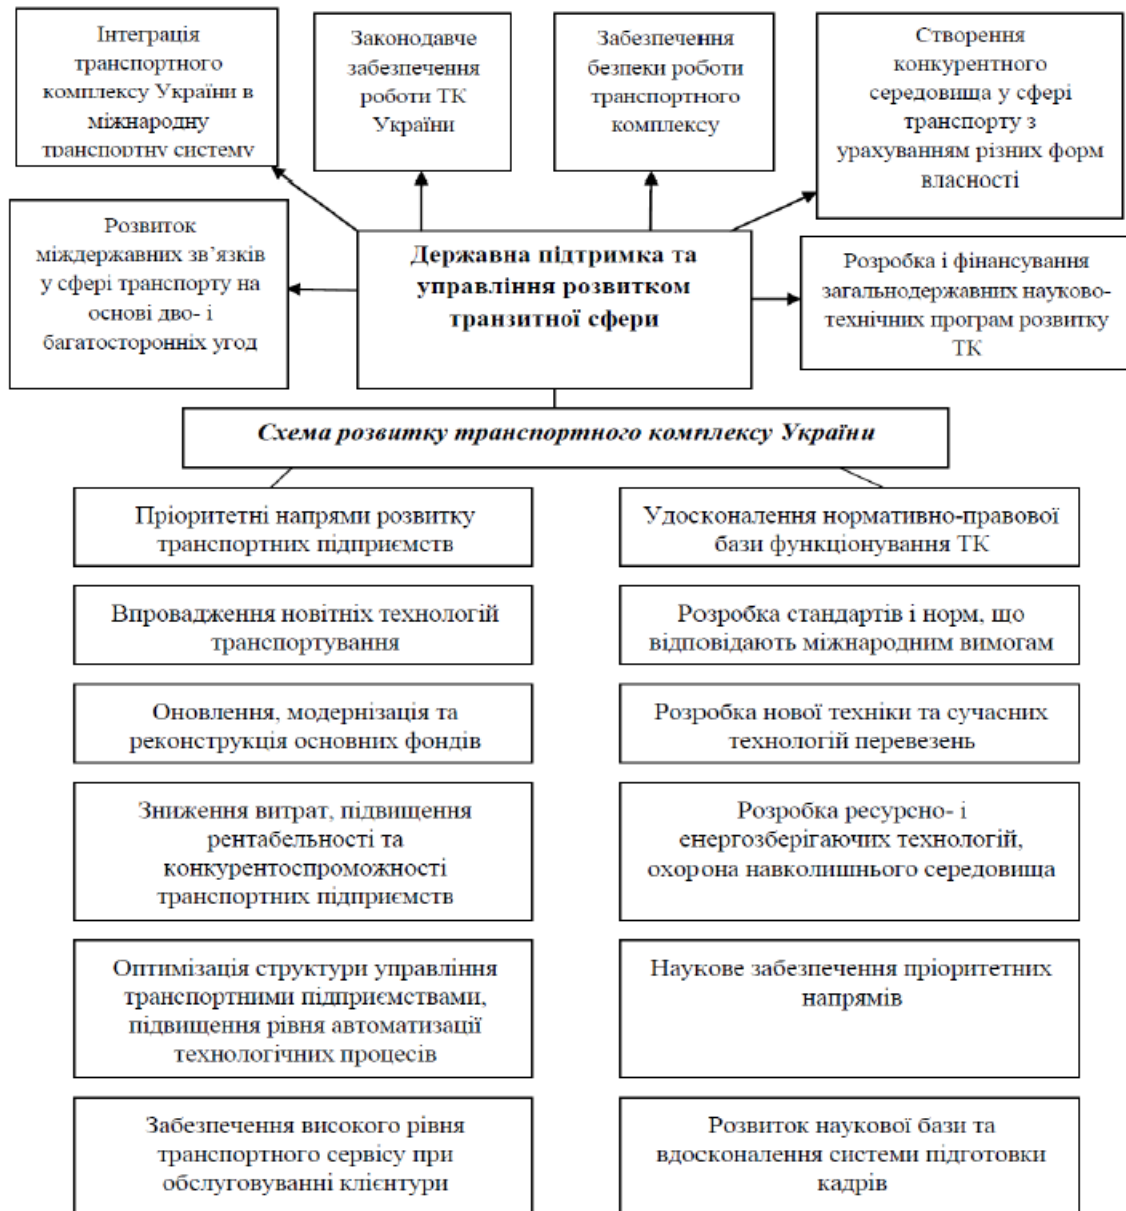 Інтеграція
транспортного
комплексу України в
міжнародну
транспортну систему
Законодавче
забезпечення
роботи ТК
України
Забезпечення
безпеки роботи
транспортного
комплексу
Створення
конкурентного
середовища у сфері
транспорту з
урахуванням різних форм
власності
Розвиток
міждержавних зв’язків
у сфері транспорту на
основі дво- і
багатосторонніх угод
Державна підтримка та
управління розвитком
транзитної сфери
Розробка і фінансування
загальнодержавних науково-
технічних програм розвитку
ТК
Схема розвитку транспортного комплексу України
Пріоритетні напрями розвитку
транспортних підприємств
Впровадження новітніх технологій
транспортування
Оновлення, модернізація та
реконструкція основних фондів
Зниження витрат, підвищення
рентабельності та
конкурентоспроможності
транспортних підприємств
Оптимізація структури управління
транспортними підприємствами,
підвищення рівня автоматизації
технологічних процесів
Забезпечення високого рівня
транспортного сервісу при
обслуговуванні клієнтури
Удосконалення нормативно-правової
бази функціонування ТК
Розробка стандартів і норм, що
відповідають міжнародним вимогам
Розробка нової техніки та сучасних
технологій перевезень
Розробка ресурсно- і
енергозберігаючих технологій,
охорона навколишнього середовища
Наукове забезпечення пріоритетних
напрямів
Розвиток наукової бази та
вдосконалення системи підготовки
кадрів